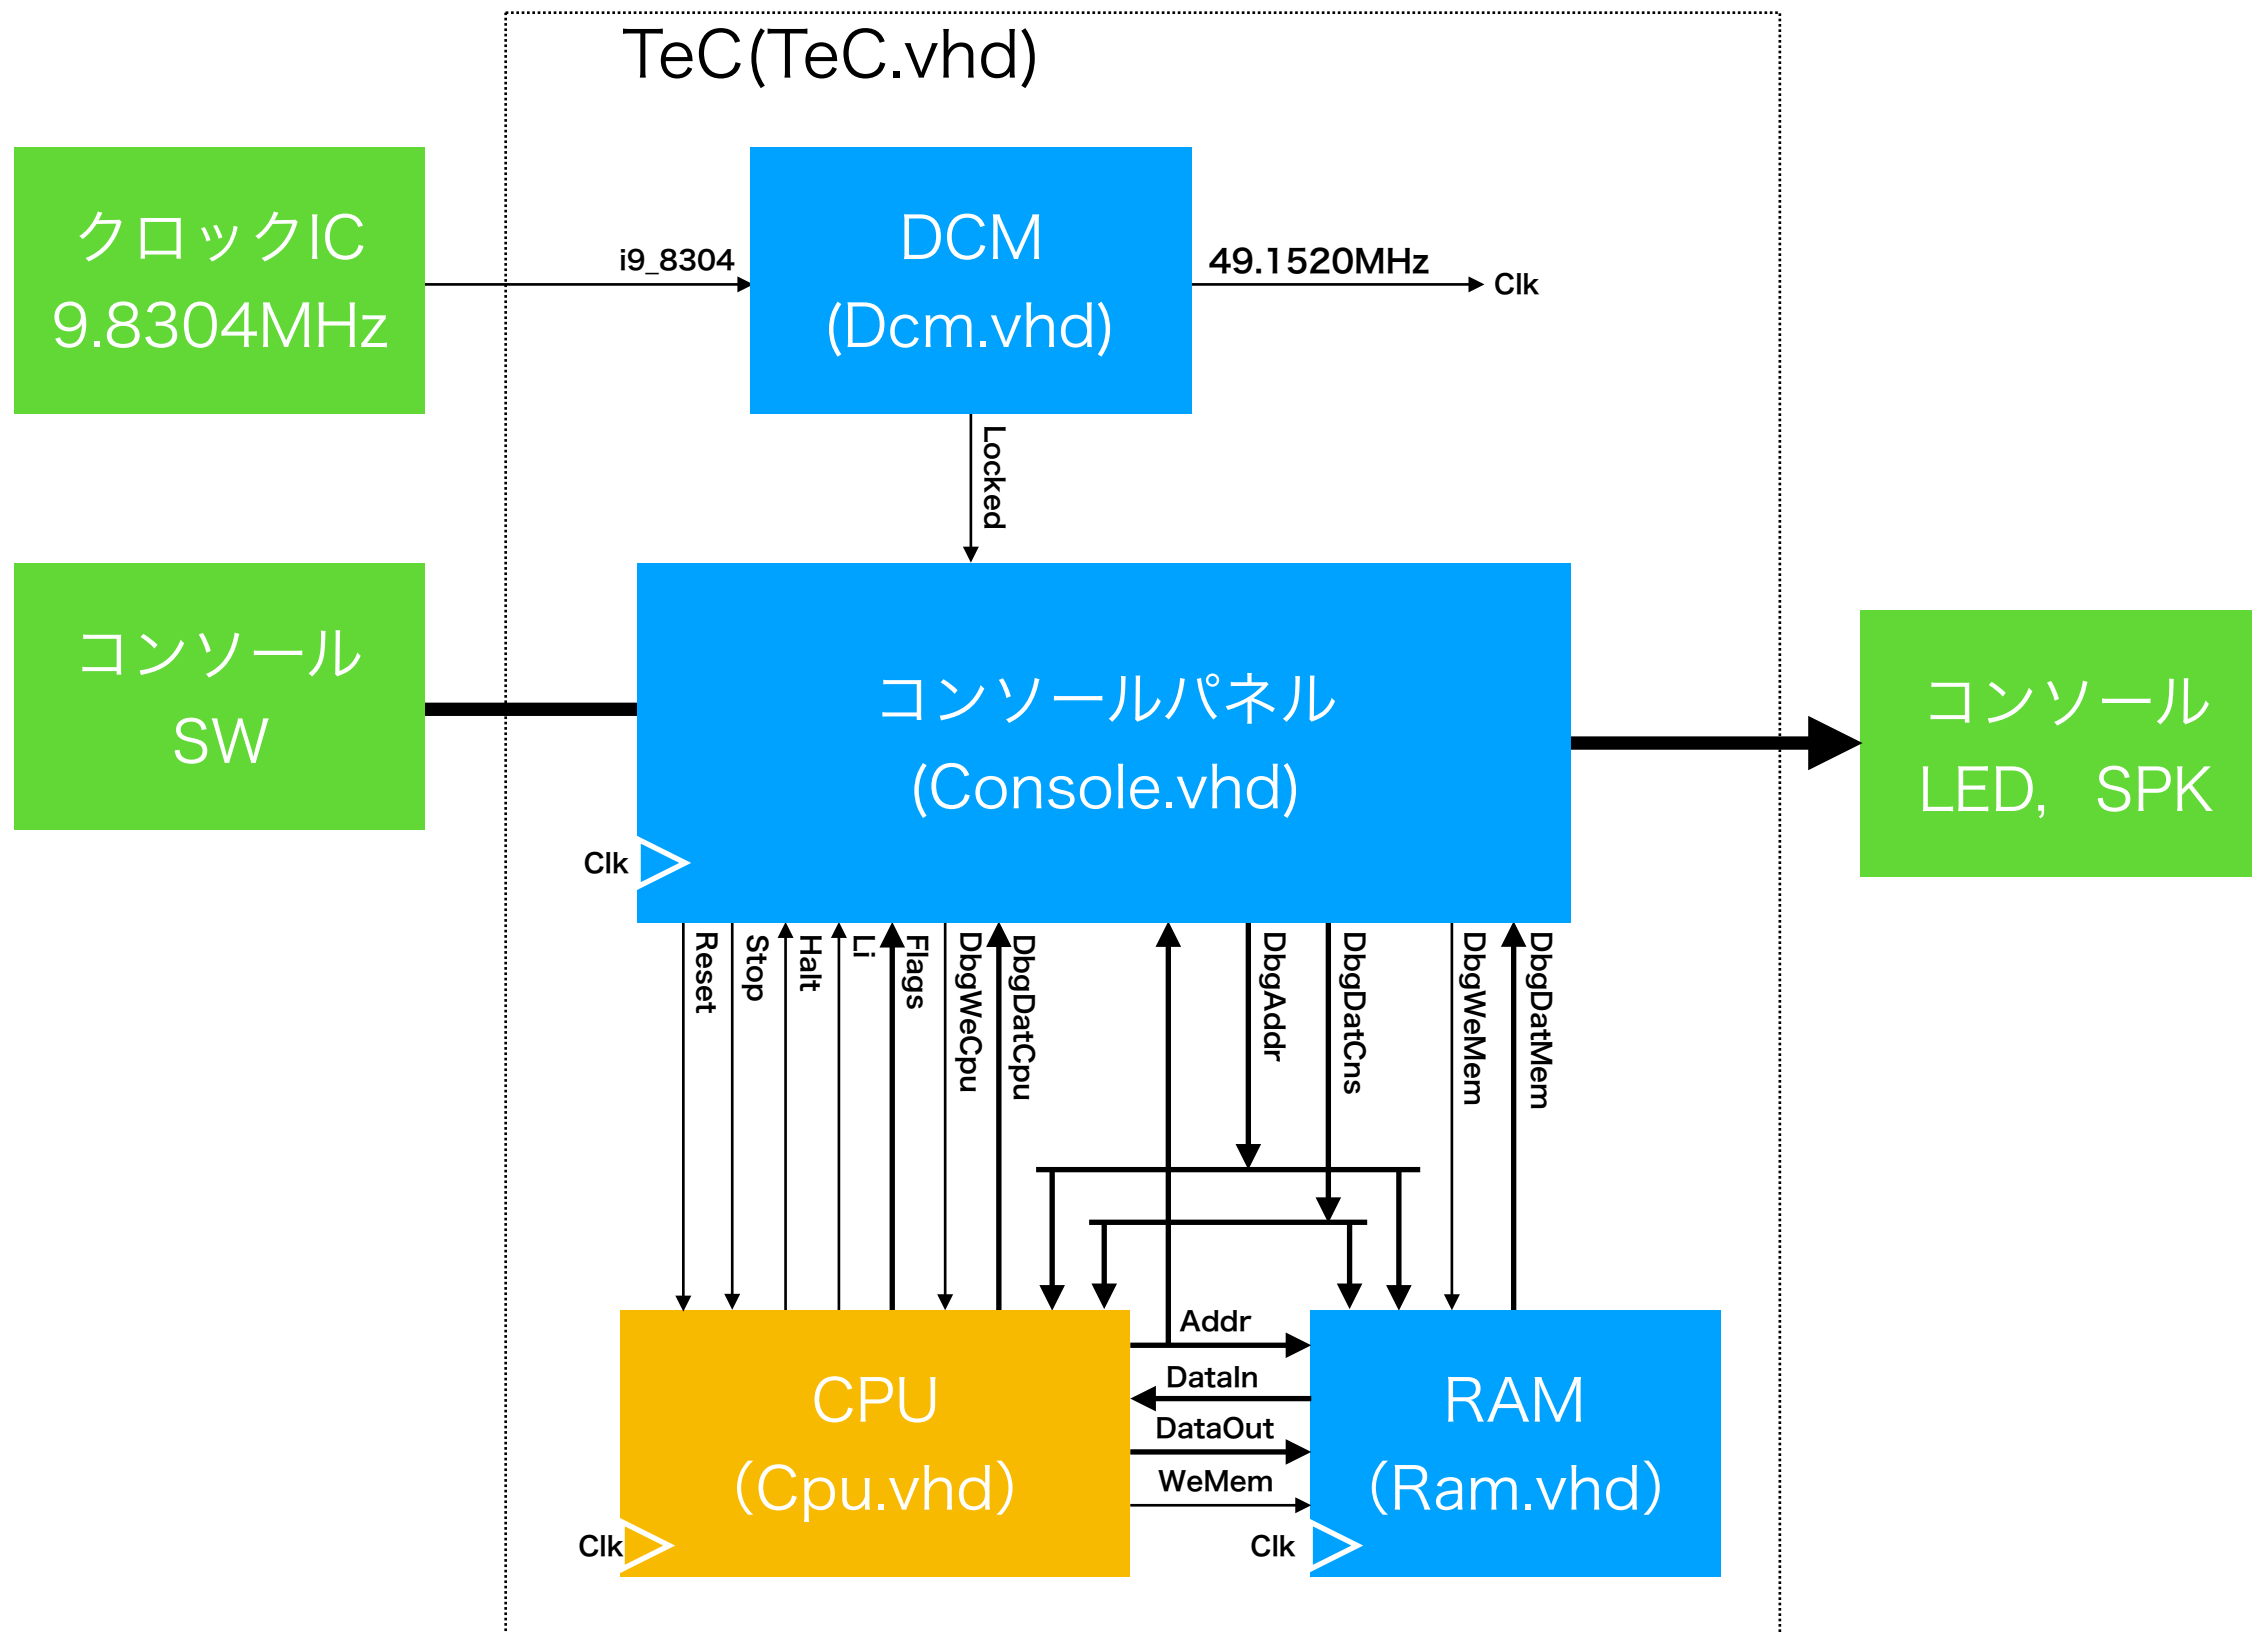 TeC(TeC.vhd)
クロックIC
9.8304MHz
i9_8304
DCM
(Dcm.vhd)
49.1520MHz
Clk
Locked
コンソール
SW
コンソールパネル
(Console.vhd)
Clk
コンソール
LED, SPK
Reset
Stop
Halt
Li
Flags
DbgWeCpu
DbgDatCpu
DbgAddr
DbgDatCns
DbgWeMem
DbgDatMem
CPU
(Cpu.vhd)
Clk
Addr
DataIn
DataOut
WeMem
RAM
(Ram.vhd)
Clk